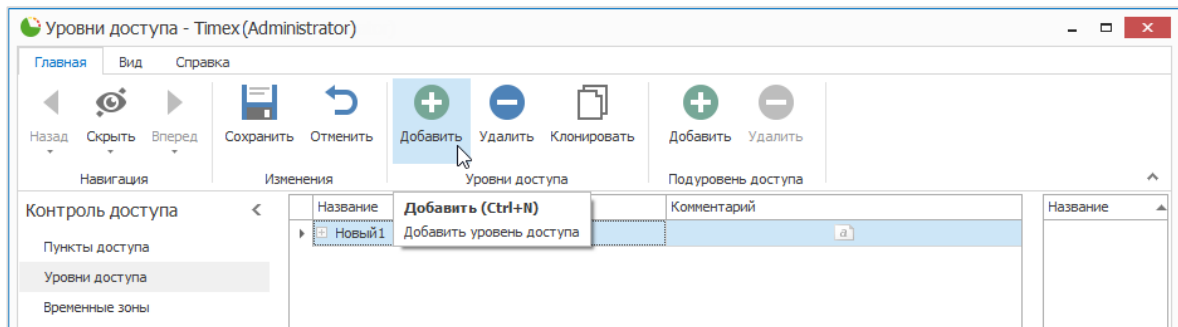 Уровни доступа - Timex (Administrator)
Главная Вид Справка
Назад Скрыть Вперед Сохранить Отменить Добавить Удалить Клонировать Добавить Удалить
Навигация Изменения Уровни доступа Подуровень доступа
Контроль доступа
Название Комментарий Название
Добавить (Ctrl+N)
Добавить уровень доступа
Новый1 a
Пункты доступа
Уровни доступа
Временные зоны